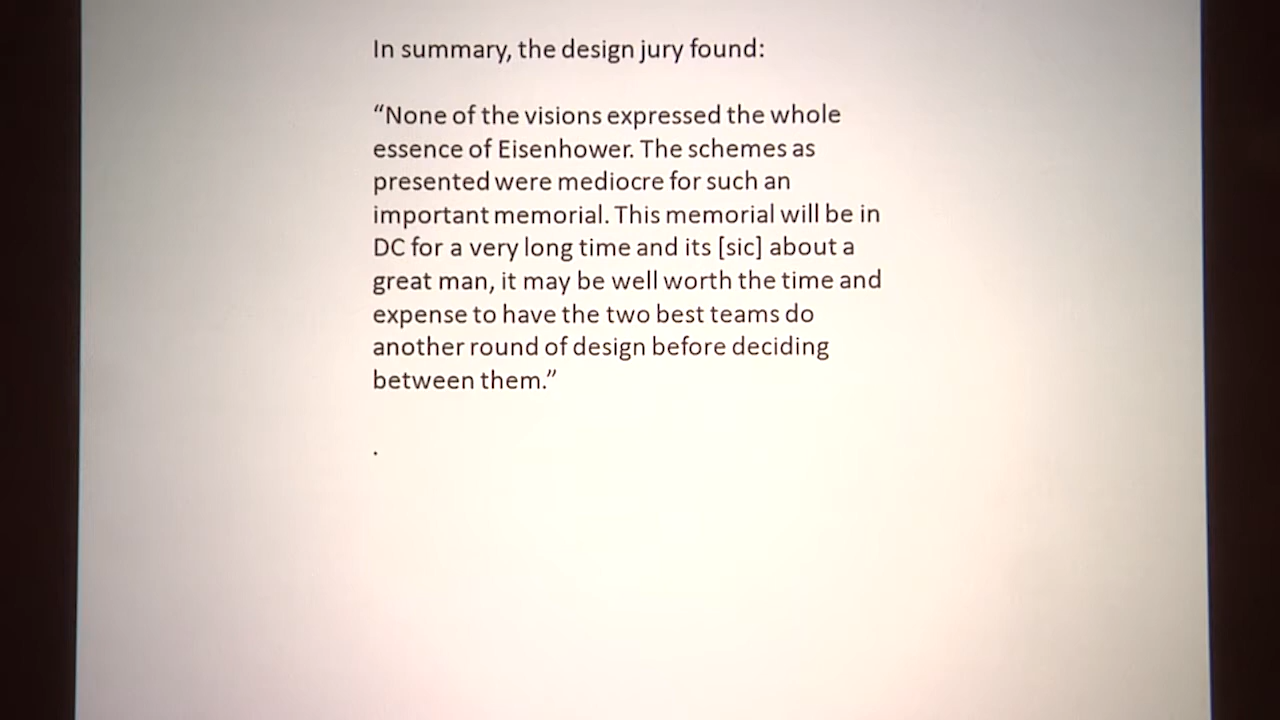 In summary, the design jury found:
“None of the visions expressed the whole
essence of Eisenhower. The schemes as
presented were mediocre for such an
important memorial. This memorial will be in
DC for a very long time and its [sic] about a
great man, it may be well worth the time and
expense to have the two best teams do
another round of design before deciding
between them.”
.